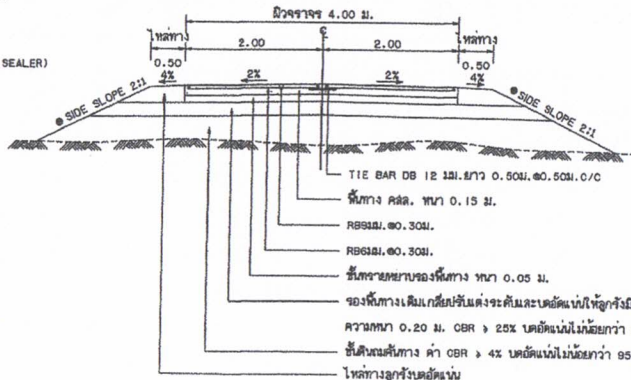 ผิวจราจร 4.00 ม.
ไหล่ทาง
ไหล่ทาง
2.00
2.00
SEALER)
0.50
0.50
4%
2%
2%
4%
SIDE SLOPE 2:1
SIDE SLOPE 2:1
TIE BAR DB 12 มม.ยาว 0.50ม.@0.50ม.C/C
พื้นทาง คสล. หนา 0.15 ม.
RB9มม.@0.30ม.
RB6มม.@0.30ม.
ชั้นทรายหยาบรองพื้นทาง หนา 0.05 ม.
รองพื้นทางเดิมเกลี่ยปรับแต่งระดับและบดอัดแน่นให้ลูกรังมี
ความหนา 0.20 ม. CBR > 25% บดอัดแน่นไม่น้อยกว่า
ชั้นดินถมคันทาง ค่า CBR > 4% บดอัดแน่นไม่น้อยกว่า 95
ไหล่ทางลูกรังบดอัดแน่น